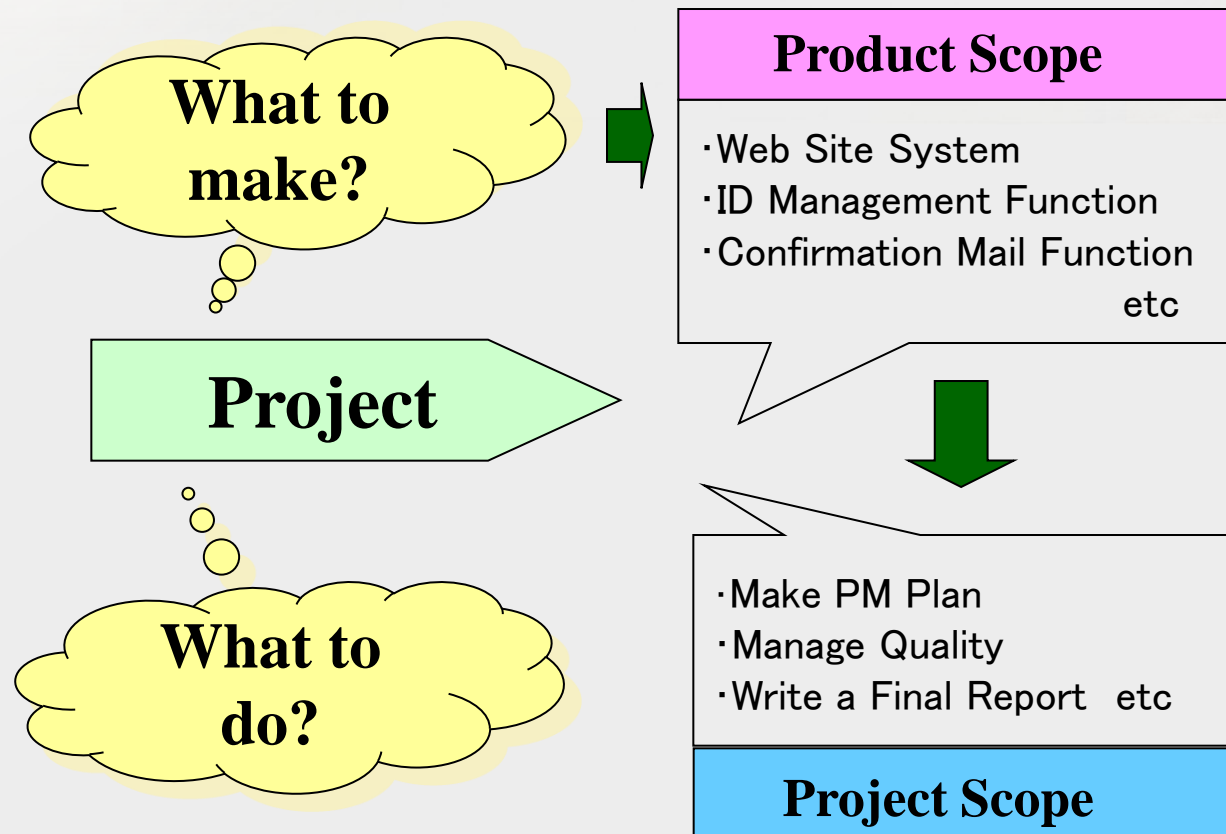 What to
make?
Product Scope
·Web Site System
·ID Management Function
·Confirmation Mail Function
etc
Project
What to
do?
·Make PM Plan
·Manage Quality
·Write a Final Report etc
Project Scope